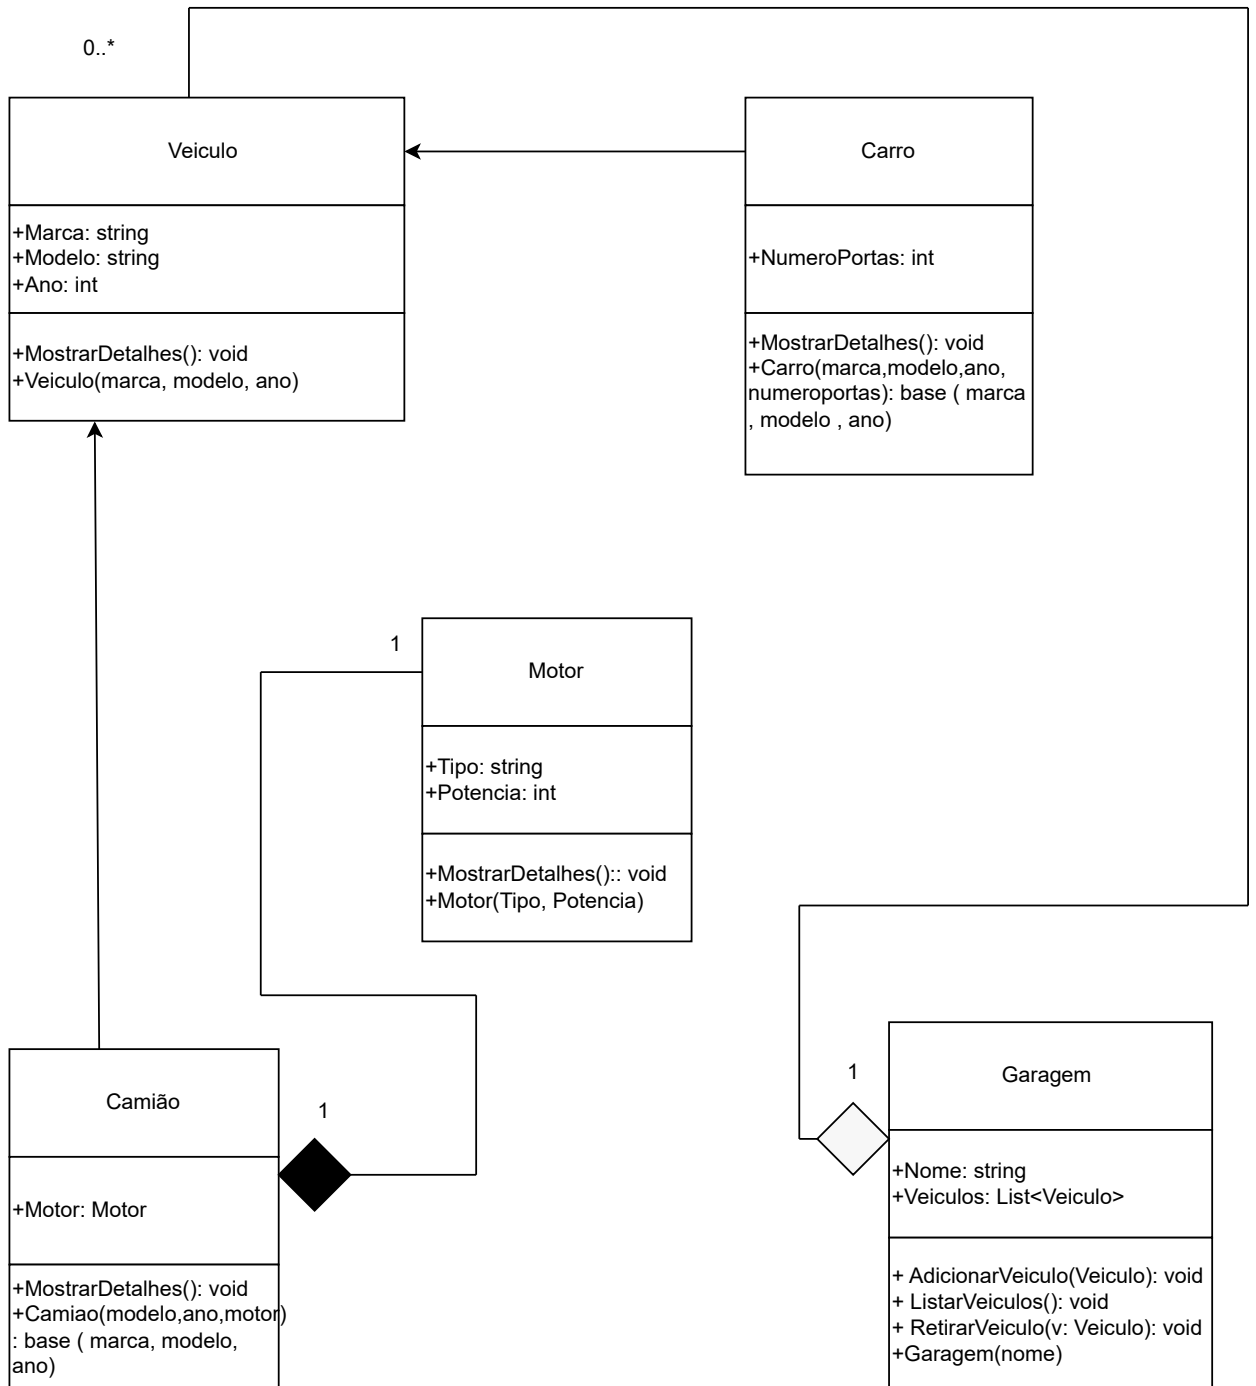 0..*
Veiculo
+Marca: string
+Modelo: string
+Ano: int
+MostrarDetalhes(): void
+Veiculo(marca, modelo, ano)
Carro
+NumeroPortas: int
+MostrarDetalhes(): void
+Carro(marca,modelo,ano,
numeroportas): base ( marca
, modelo , ano)
1
Motor
+Tipo: string
+Potencia: int
+MostrarDetalhes():: void
+Motor(Tipo, Potencia)
Camião
1
+Motor: Motor
+MostrarDetalhes(): void
+Camiao(modelo,ano,motor)
: base ( marca, modelo,
ano)
1
Garagem
+Nome: string
+Veiculos: List<Veiculo>
+ AdicionarVeiculo(Veiculo): void
+ ListarVeiculos(): void
+ RetirarVeiculo(v: Veiculo): void
+Garagem(nome)